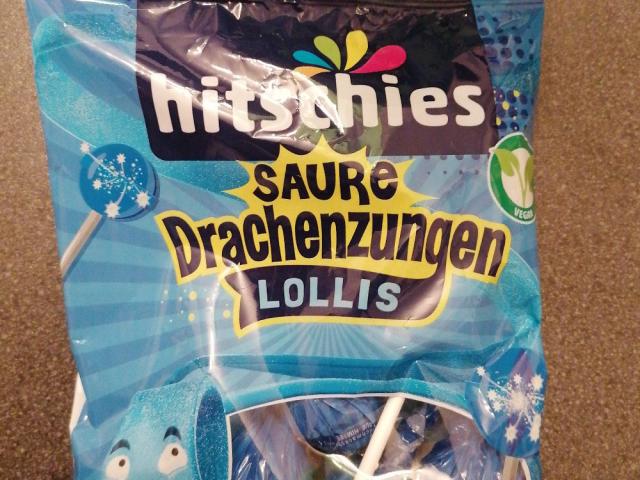 hitschies
SAURE
VEGAN
Drachenzungen
LOLLIS